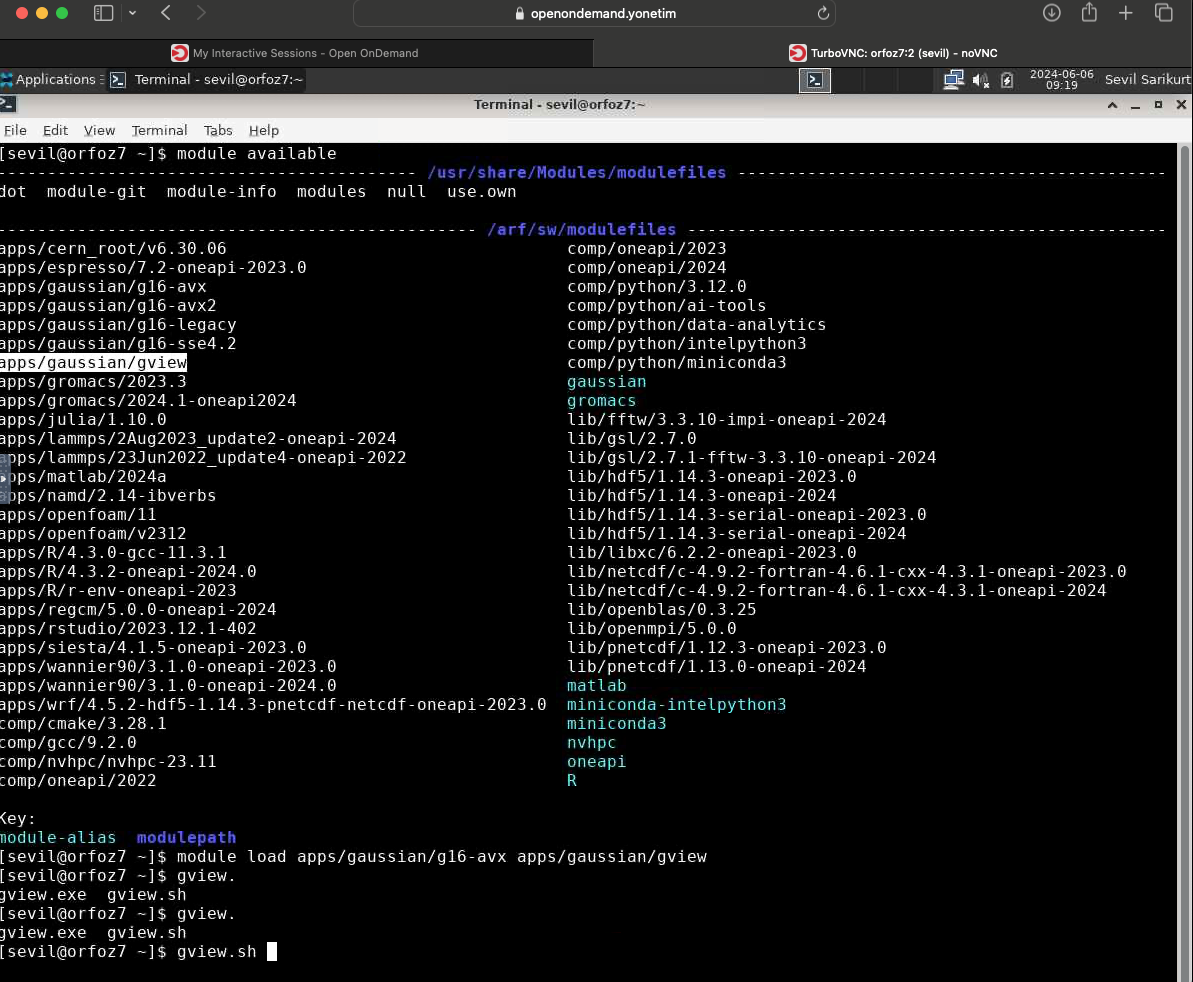 openondemand.yonetim
My Interactive Sessions - Open OnDemand
TurboVNC: orfoz7:2 (sevil) - noVNC
Applications
Terminal - sevil@orfoz7:~
2024-06-06
09:19
Sevil Sarikurt
Terminal - sevil@orfoz7:~
File Edit View Terminal Tabs Help
[sevil@orfoz7 ~]$ module available
------------------------------------------ /usr/share/Modules/modulefiles -------------------------------------------
dot module-git module-info modules null use.own
------------------------------------------------ /arf/sw/modulefiles ------------------------------------------------
apps/cern_root/v6.30.06 comp/oneapi/2023
apps/espresso/7.2-oneapi-2023.0 comp/oneapi/2024
apps/gaussian/g16-avx comp/python/3.12.0
apps/gaussian/g16-avx2 comp/python/ai-tools
apps/gaussian/g16-legacy comp/python/data-analytics
apps/gaussian/g16-sse4.2 comp/python/intelpython3
apps/gaussian/gview comp/python/miniconda3
apps/gromacs/2023.3 gaussian
apps/gromacs/2024.1-oneapi2024 gromacs
apps/julia/1.10.0 lib/fftw/3.3.10-impi-oneapi-2024
apps/lammps/2Aug2023_update2-oneapi-2024 lib/gsl/2.7.0
apps/lammps/23Jun2022_update4-oneapi-2022 lib/gsl/2.7.1-fftw-3.3.10-oneapi-2024
apps/matlab/2024a lib/hdf5/1.14.3-oneapi-2023.0
apps/namd/2.14-ibverbs lib/hdf5/1.14.3-oneapi-2024
apps/openfoam/11 lib/hdf5/1.14.3-serial-oneapi-2023.0
apps/openfoam/v2312 lib/hdf5/1.14.3-serial-oneapi-2024
apps/R/4.3.0-gcc-11.3.1 lib/libxc/6.2.2-oneapi-2023.0
apps/R/4.3.2-oneapi-2024.0 lib/netcdf/c-4.9.2-fortran-4.6.1-cxx-4.3.1-oneapi-2023.0
apps/R/r-env-oneapi-2023 lib/netcdf/c-4.9.2-fortran-4.6.1-cxx-4.3.1-oneapi-2024
apps/regcm/5.0.0-oneapi-2024 lib/openblas/0.3.25
apps/rstudio/2023.12.1-402 lib/openmpi/5.0.0
apps/siesta/4.1.5-oneapi-2023.0 lib/pnetcdf/1.12.3-oneapi-2023.0
apps/wannier90/3.1.0-oneapi-2023.0 lib/pnetcdf/1.13.0-oneapi-2024
apps/wannier90/3.1.0-oneapi-2024.0 matlab
apps/wrf/4.5.2-hdf5-1.14.3-pnetcdf-netcdf-oneapi-2023.0 miniconda-intelpython3
comp/cmake/3.28.1 miniconda3
comp/gcc/9.2.0 nvhpc
comp/nvhpc/nvhpc-23.11 oneapi
comp/oneapi/2022 R
Key:
module-alias modulepath
[sevil@orfoz7 ~]$ module load apps/gaussian/g16-avx apps/gaussian/gview
[sevil@orfoz7 ~]$ gview.
gview.exe gview.sh
[sevil@orfoz7 ~]$ gview.
gview.exe gview.sh
[sevil@orfoz7 ~]$ gview.sh